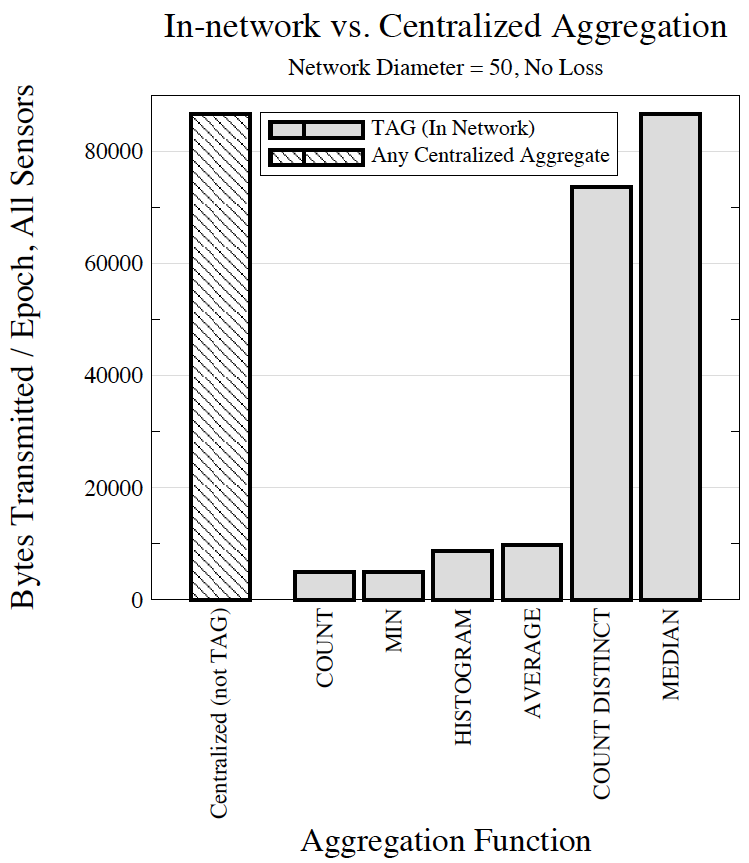 In-network vs. Centralized Aggregation
Network Diameter = 50, No Loss
Bytes Transmitted / Epoch, All Sensors
80000
60000
40000
20000
0
TAG (In Network)
Any Centralized Aggregate
Centralized (not TAG)
COUNT
MIN
HISTOGRAM
AVERAGE
COUNT DISTINCT
MEDIAN
Aggregation Function